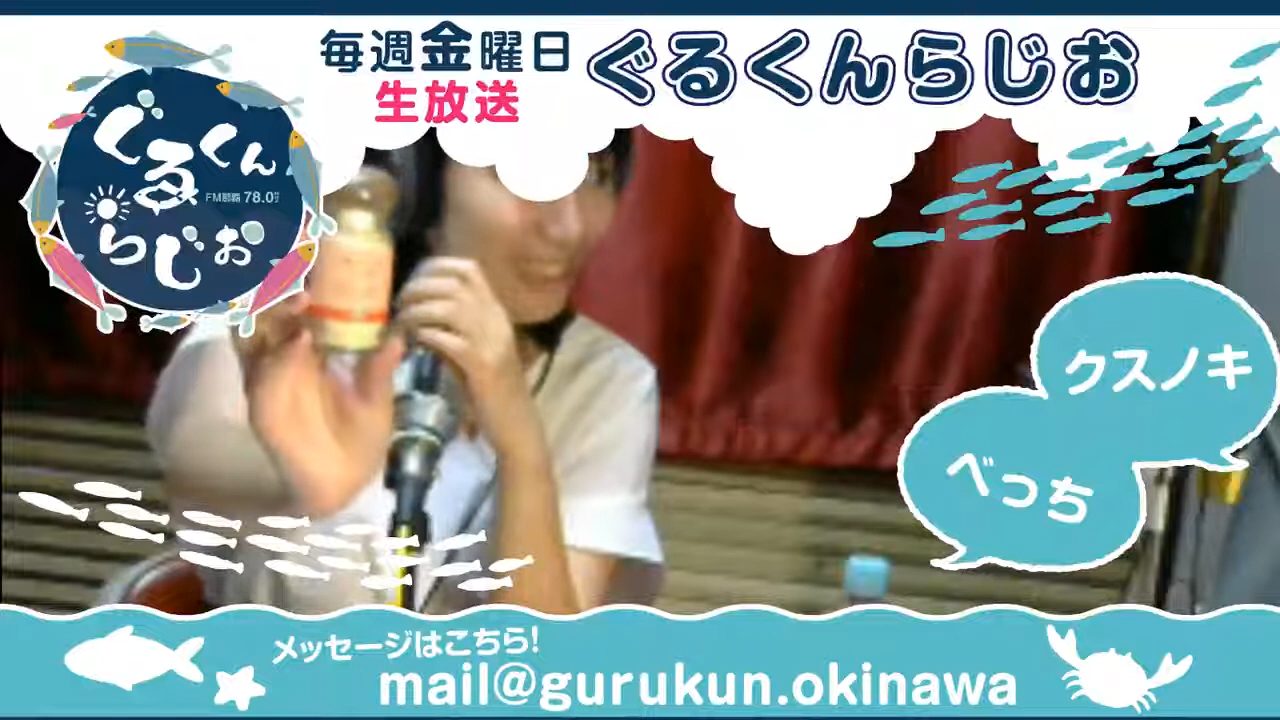 毎週金曜日
生放送
ぐるくんらじお
ぐるくん
FM那覇 78.0
らじお
クスノキ
べっち
メッセージはこちら!
mail@gurukun.okinawa